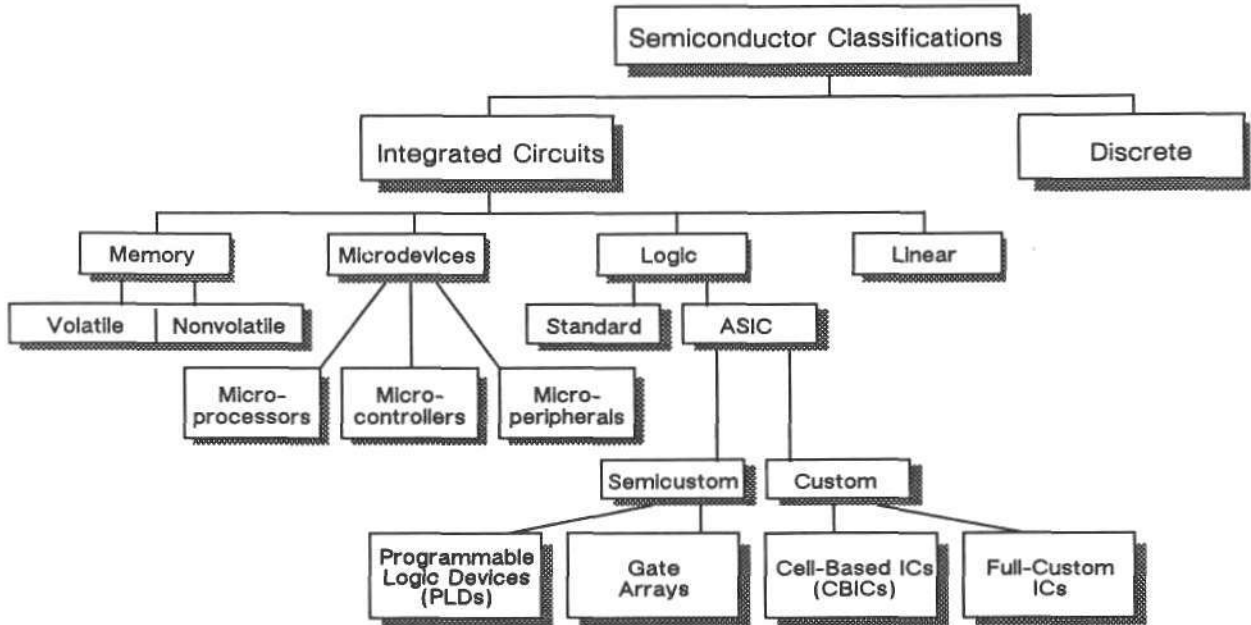 Semiconductor Classifications
Integrated Circuits
Discrete
Memory
Microdevices
Logic
Linear
Volatile
Nonvolatile
Standard
ASIC
Micro-
processors
Micro-
controllers
Micro-
peripherals
Semicustom
Custom
Programmable
Logic Devices
(PLDs)
Gate
Arrays
Cell-Based ICs
(CBICs)
Full-Custom
ICs